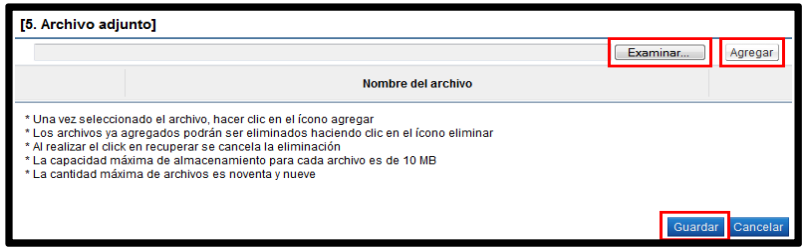 [5. Archivo adjunto]
Examinar... Agregar
Nombre del archivo
* Una vez seleccionado el archivo, hacer clic en el ícono agregar
* Los archivos ya agregados podrán ser eliminados haciendo clic en el ícono eliminar
* Al realizar el click en recuperar se cancela la eliminación
* La capacidad máxima de almacenamiento para cada archivo es de 10 MB
* La cantidad máxima de archivos es noventa y nueve
Guardar Cancelar